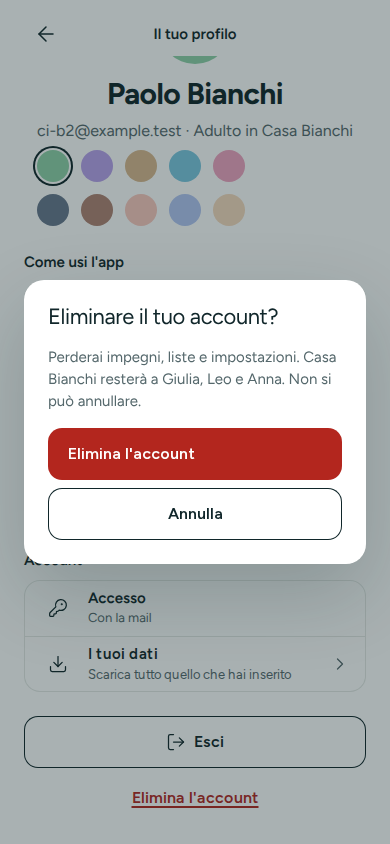 Il tuo profilo
Paolo Bianchi
ci-b2@example.test · Adulto in Casa Bianchi
Come usi l'app
Eliminare il tuo account?
Perderai impegni, liste e impostazioni. Casa
Bianchi resterà a Giulia, Leo e Anna. Non si
può annullare.
Elimina l'account
Annulla
Accesso
Con la mail
I tuoi dati
Scarica tutto quello che hai inserito
Esci
Elimina l'account